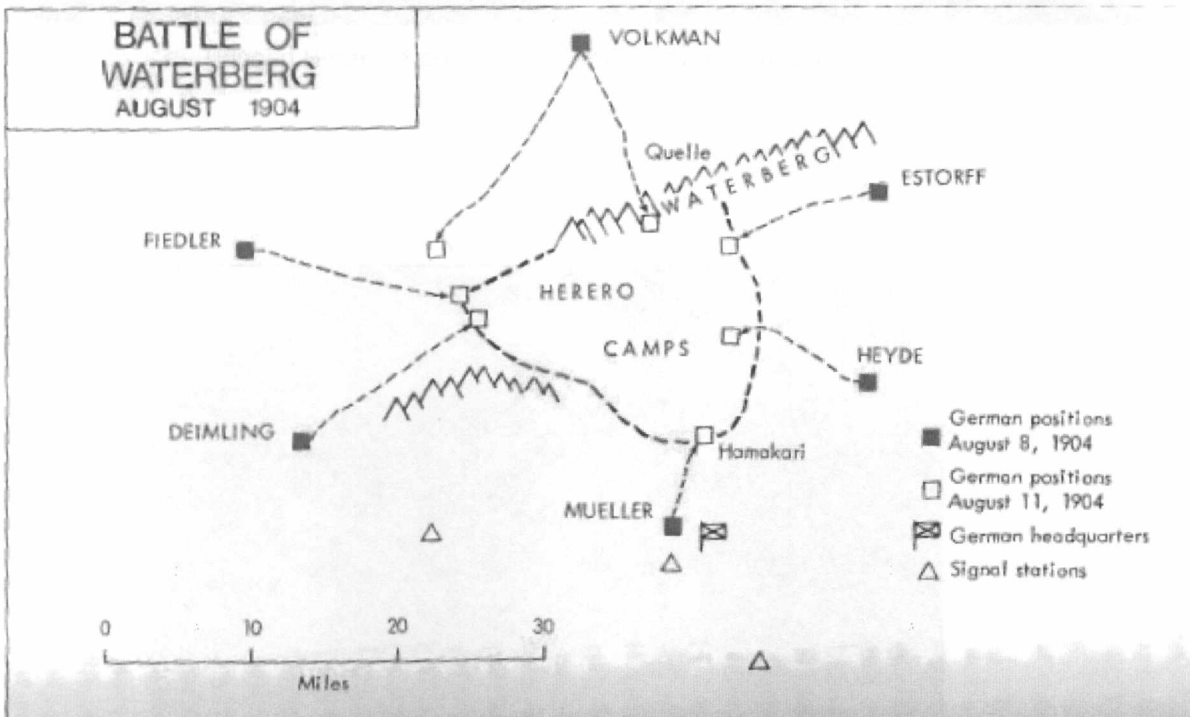 BATTLE OF
WATERBERG
AUGUST 1904
VOLKMAN
Quelle
WATERBERG
ESTORFF
FIEDLER
HERERO
CAMPS
HEYDE
DEIMLING
Hamakari
MUELLER
German positions
August 8, 1904
German positions
August 11, 1904
German headquarters
Signal stations
0 10 20 30
Miles